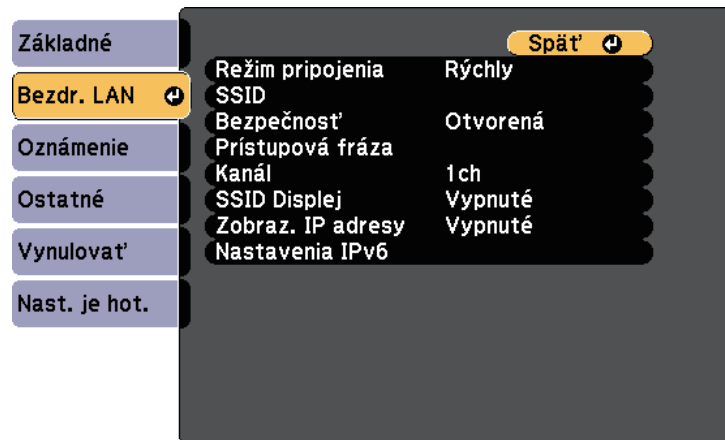 Základné
Bezdr. LAN
Oznámenie
Ostatné
Vynulovať
Nast. je hot.
Späť
Režim pripojenia Rýchly
SSID
Bezpečnosť Otvorená
Prístupová fráza
Kanál 1ch
SSID Displej Vypnuté
Zobraz. IP adresy Vypnuté
Nastavenia IPv6